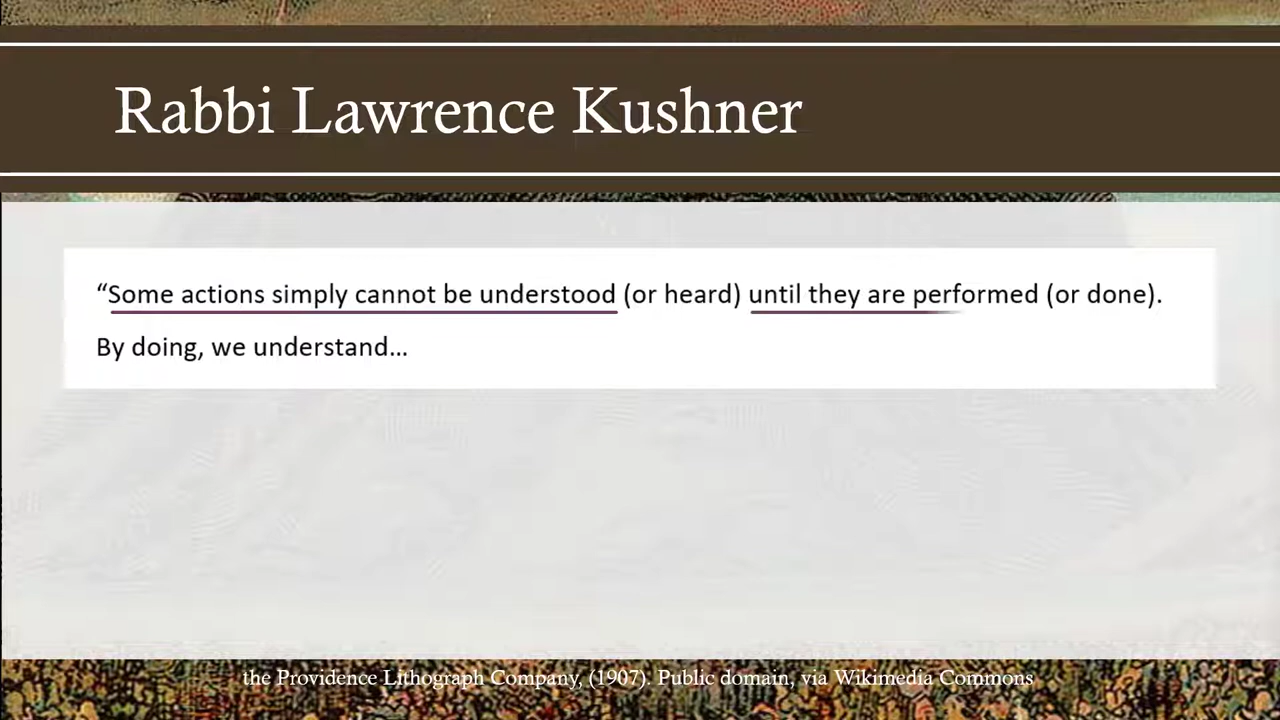 Rabbi Lawrence Kushner
“Some actions simply cannot be understood (or heard) until they are performed (or done).
By doing, we understand…
the Providence Lithograph Company, (1907). Public domain, via Wikimedia Commons